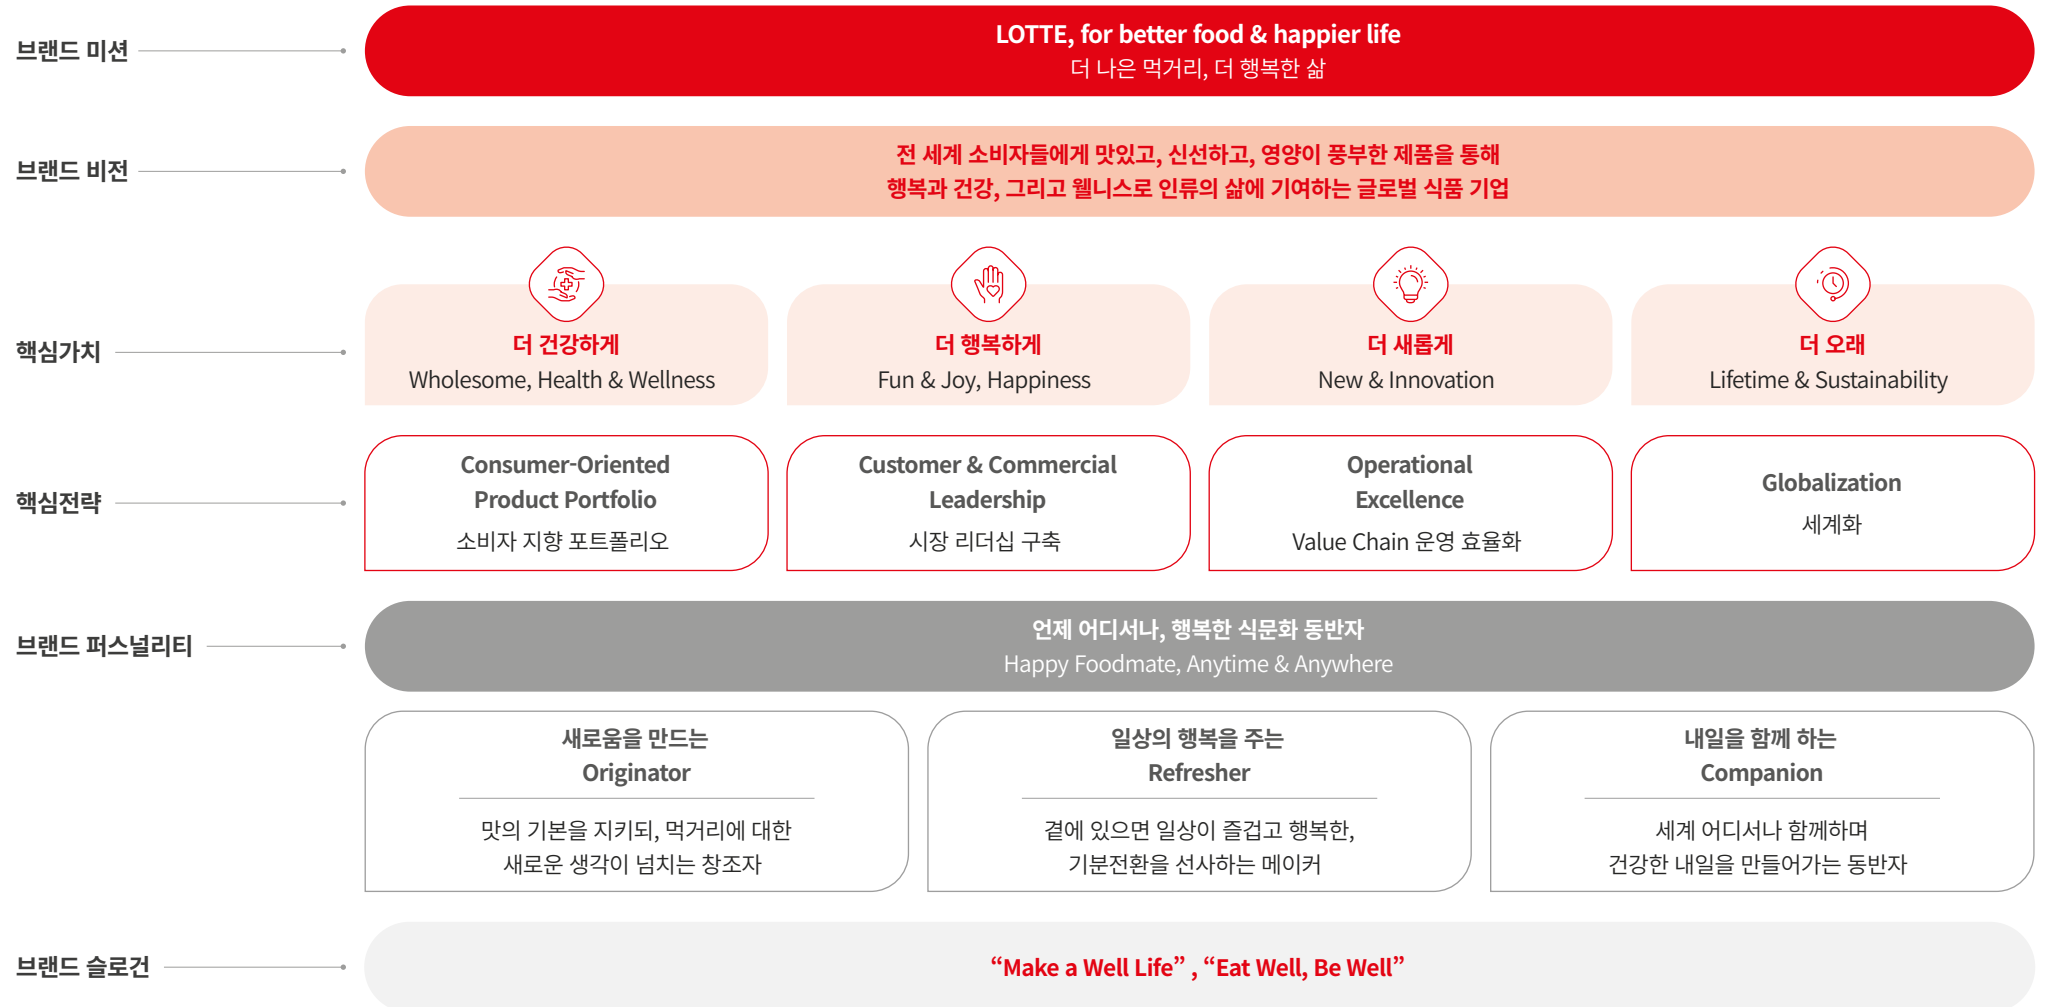 브랜드 미션
LOTTE, for better food & happier life
더 나은 먹거리, 더 행복한 삶
브랜드 비전
전 세계 소비자들에게 맛있고, 신선하고, 영양이 풍부한 제품을 통해
행복과 건강, 그리고 웰니스로 인류의 삶에 기여하는 글로벌 식품 기업
핵심가치
더 건강하게
Wholesome, Health & Wellness
더 행복하게
Fun & Joy, Happiness
더 새롭게
New & Innovation
더 오래
Lifetime & Sustainability
핵심전략
Consumer-Oriented
Product Portfolio
소비자 지향 포트폴리오
Customer & Commercial
Leadership
시장 리더십 구축
Operational
Excellence
Value Chain 운영 효율화
Globalization
세계화
브랜드 퍼스널리티
언제 어디서나, 행복한 식문화 동반자
Happy Foodmate, Anytime & Anywhere
새로움을 만드는
Originator
맛의 기본을 지키되, 먹거리에 대한
새로운 생각이 넘치는 창조자
일상의 행복을 주는
Refresher
곁에 있으면 일상이 즐겁고 행복한,
기분전환을 선사하는 메이커
내일을 함께 하는
Companion
세계 어디서나 함께하며
건강한 내일을 만들어가는 동반자
브랜드 슬로건
“Make a Well Life” , “Eat Well, Be Well”